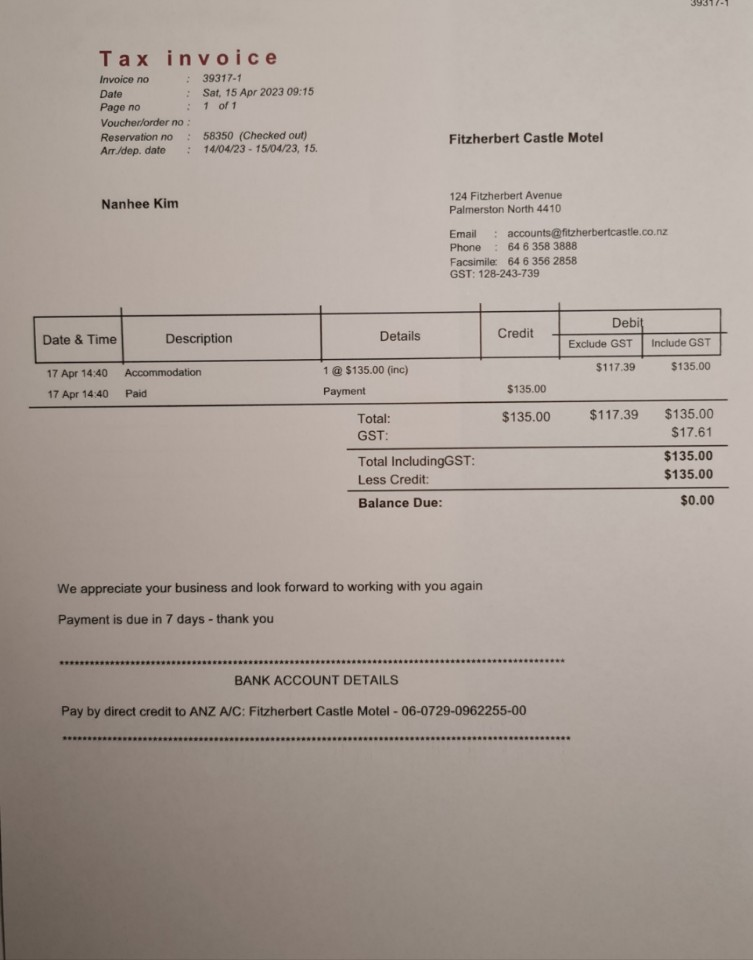 39317-1
Tax invoice
Invoice no : 39317-1
Date : Sat, 15 Apr 2023 09:15
Page no : 1 of 1
Voucher/order no :
Reservation no : 58350 (Checked out)
Arr./dep. date : 14/04/23 - 15/04/23, 15.
Fitzherbert Castle Motel
Nanhee Kim
124 Fitzherbert Avenue
Palmerston North 4410
Email : accounts@fitzherbertcastle.co.nz
Phone : 64 6 358 3888
Facsimile: 64 6 356 2858
GST: 128-243-739
Date & Time Description Details Credit Debit
Exclude GST Include GST
17 Apr 14:40 Accommodation 1 @ $135.00 (inc) $117.39 $135.00
17 Apr 14:40 Paid Payment $135.00
Total: $135.00 $117.39 $135.00
GST: $17.61
Total IncludingGST: $135.00
Less Credit: $135.00
Balance Due: $0.00
We appreciate your business and look forward to working with you again
Payment is due in 7 days - thank you
BANK ACCOUNT DETAILS
Pay by direct credit to ANZ A/C: Fitzherbert Castle Motel - 06-0729-0962255-00